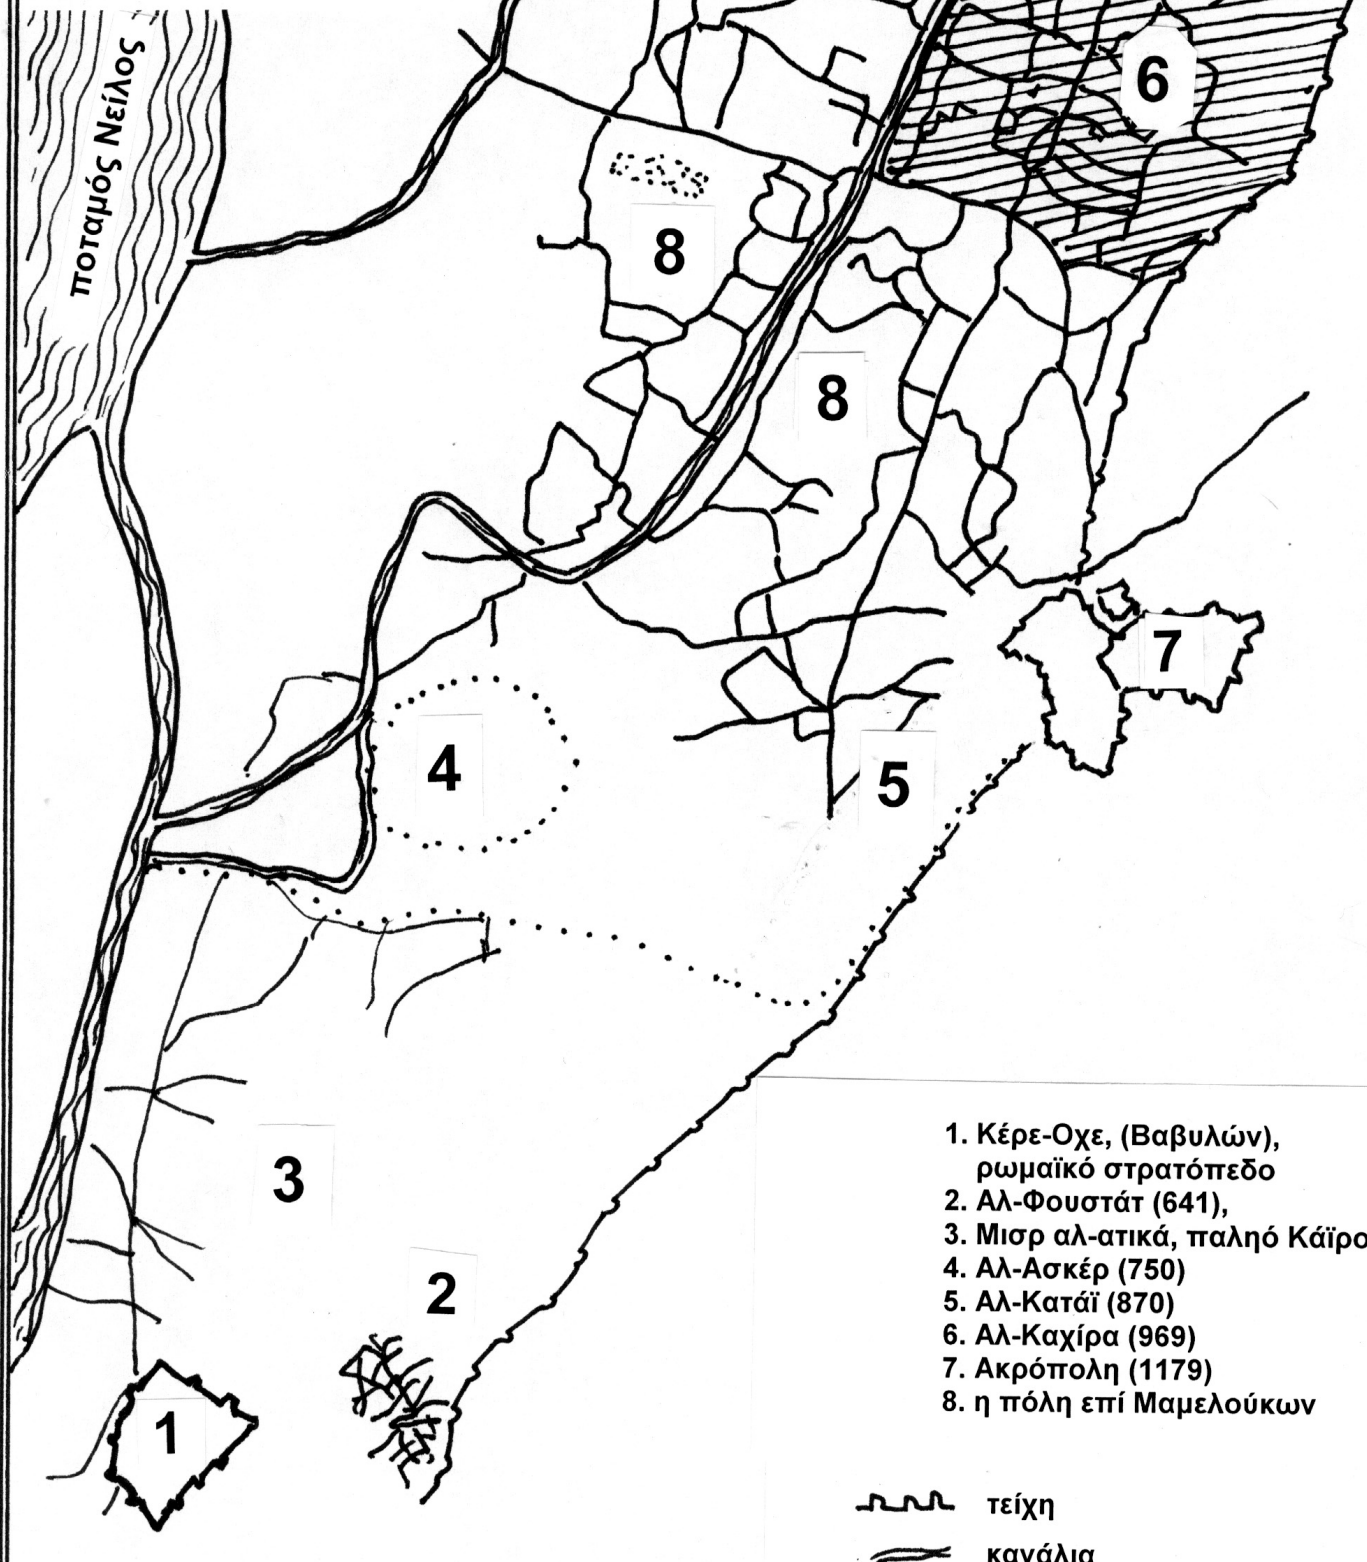 ποταμός Νείλος
6
8
8
7
4
5
3
2
1
1. Κέρε-Οχε, (Βαβυλών),
ρωμαϊκό στρατόπεδο
2. Αλ-Φουστάτ (641),
3. Μισρ αλ-ατικά, παληό Κάϊρο
4. Αλ-Ασκέρ (750)
5. Αλ-Κατάϊ (870)
6. Αλ-Καχίρα (969)
7. Ακρόπολη (1179)
8. η πόλη επί Μαμελούκων
τείχη
κανάλια